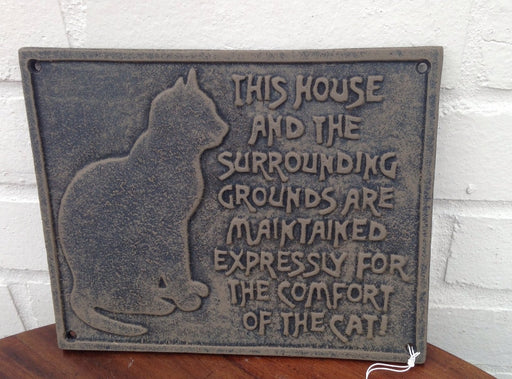 THIS HOUSE
AND THE
SURROUNDING
GROUNDS ARE
MAINTAINED
EXPRESSLY FOR
THE COMFORT
OF THE CAT!